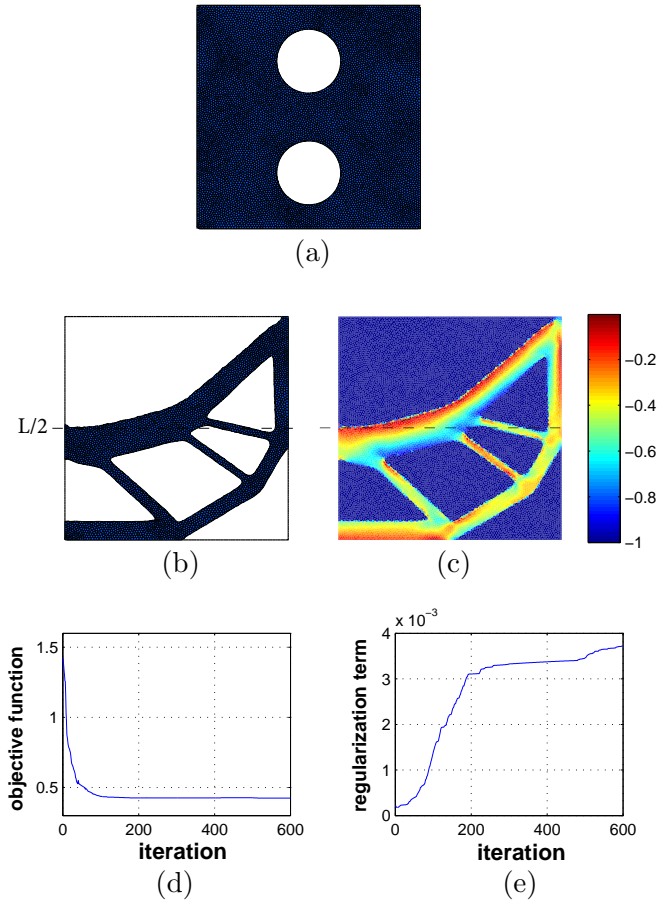 (a)
L/2
−0.2
−0.4
−0.6
−0.8
−1
(b)
(c)
1.5
1
0.5
objective function
0
200
400
600
iteration
(d)
x 10⁻³
4
3
2
1
0
regularization term
0
200
400
600
iteration
(e)